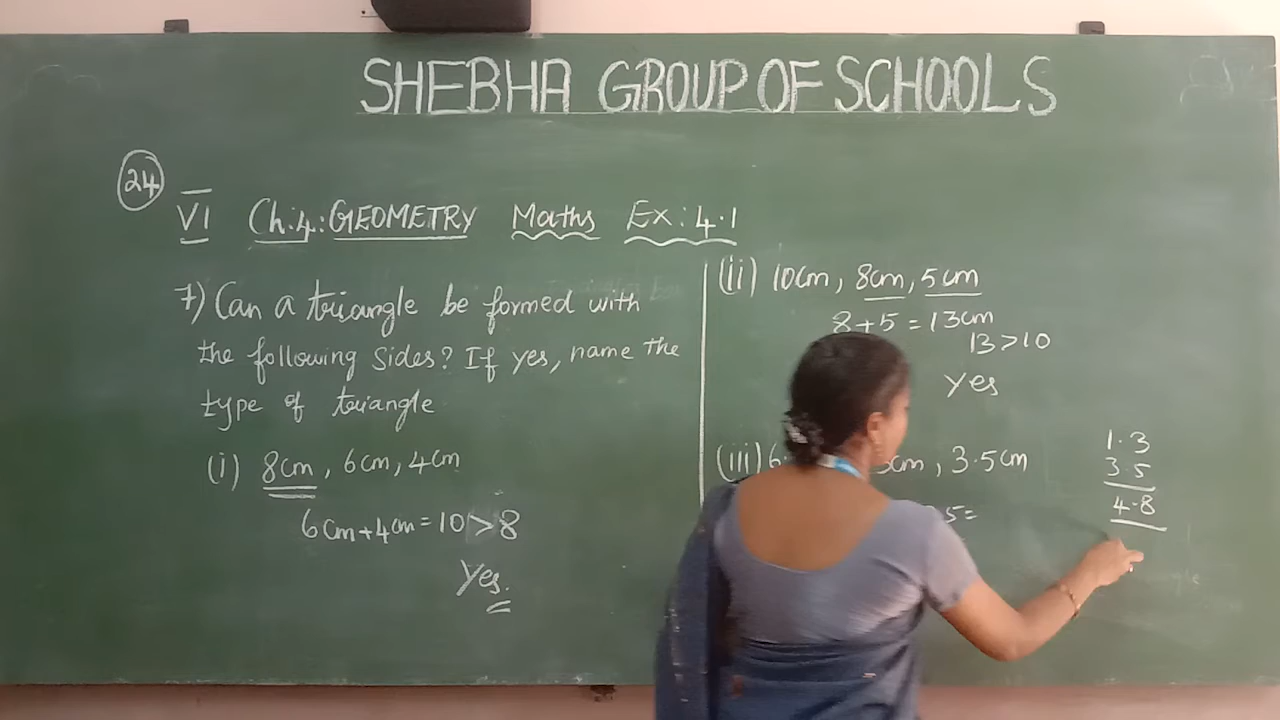 SHEBHA GROUP OF SCHOOLS
24
VI Ch:4: GEOMETRY Maths Ex: 4.1
7) Can a triangle be formed with
the following sides? If yes, name the
type of triangle
(i) 8cm, 6cm, 4cm
6cm+4cm = 10 > 8
Yes.
(ii) 10cm, 8cm, 5cm
8+5 = 13cm
13 > 10
yes
(iii) 3.5cm
5 =
1.3
3.5
4.8